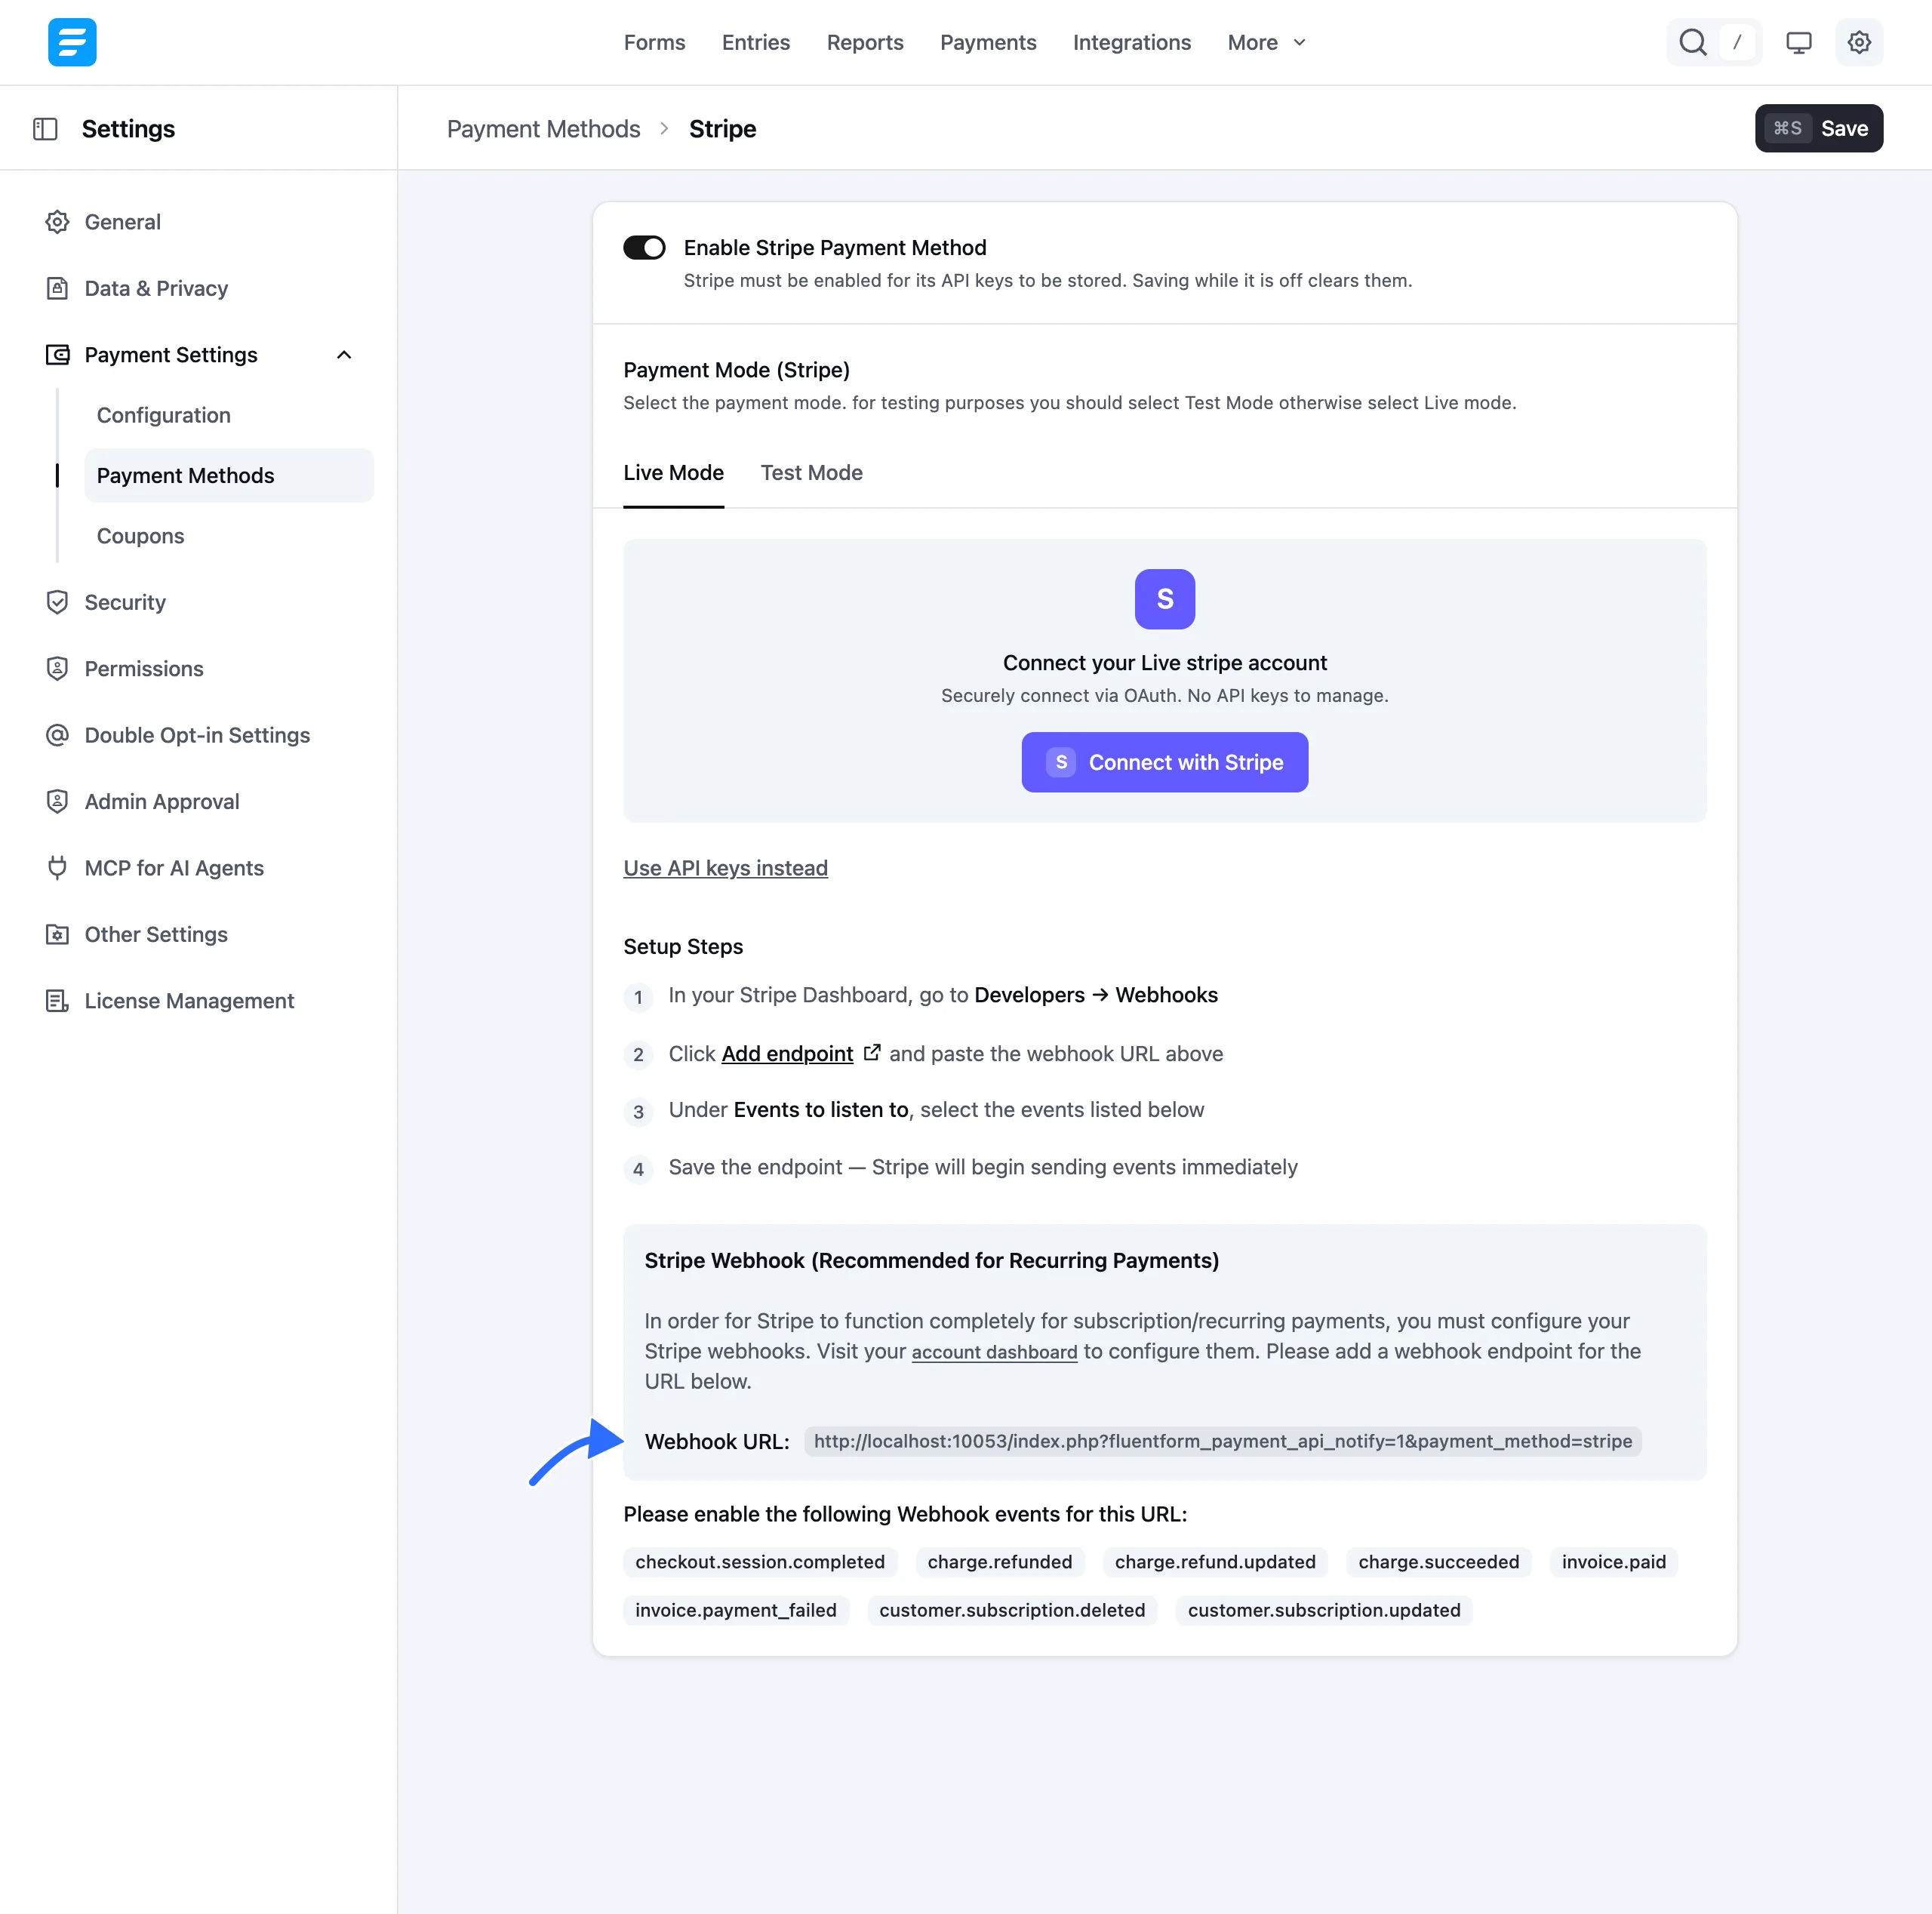 Forms Entries Reports Payments Integrations More /
Settings
Payment Methods > Stripe
⌘S Save
General
Data & Privacy
Payment Settings
Configuration
Payment Methods
Coupons
Security
Permissions
Double Opt-in Settings
Admin Approval
MCP for AI Agents
Other Settings
License Management
Enable Stripe Payment Method
Stripe must be enabled for its API keys to be stored. Saving while it is off clears them.
Payment Mode (Stripe)
Select the payment mode. for testing purposes you should select Test Mode otherwise select Live mode.
Live Mode Test Mode
S
Connect your Live stripe account
Securely connect via OAuth. No API keys to manage.
S Connect with Stripe
Use API keys instead
Setup Steps
1 In your Stripe Dashboard, go to Developers → Webhooks
2 Click Add endpoint and paste the webhook URL above
3 Under Events to listen to, select the events listed below
4 Save the endpoint — Stripe will begin sending events immediately
Stripe Webhook (Recommended for Recurring Payments)
In order for Stripe to function completely for subscription/recurring payments, you must configure your
Stripe webhooks. Visit your account dashboard to configure them. Please add a webhook endpoint for the
URL below.
Webhook URL: http://localhost:10053/index.php?fluentform_payment_api_notify=1&payment_method=stripe
Please enable the following Webhook events for this URL:
checkout.session.completed charge.refunded charge.refund.updated charge.succeeded invoice.paid
invoice.payment_failed customer.subscription.deleted customer.subscription.updated